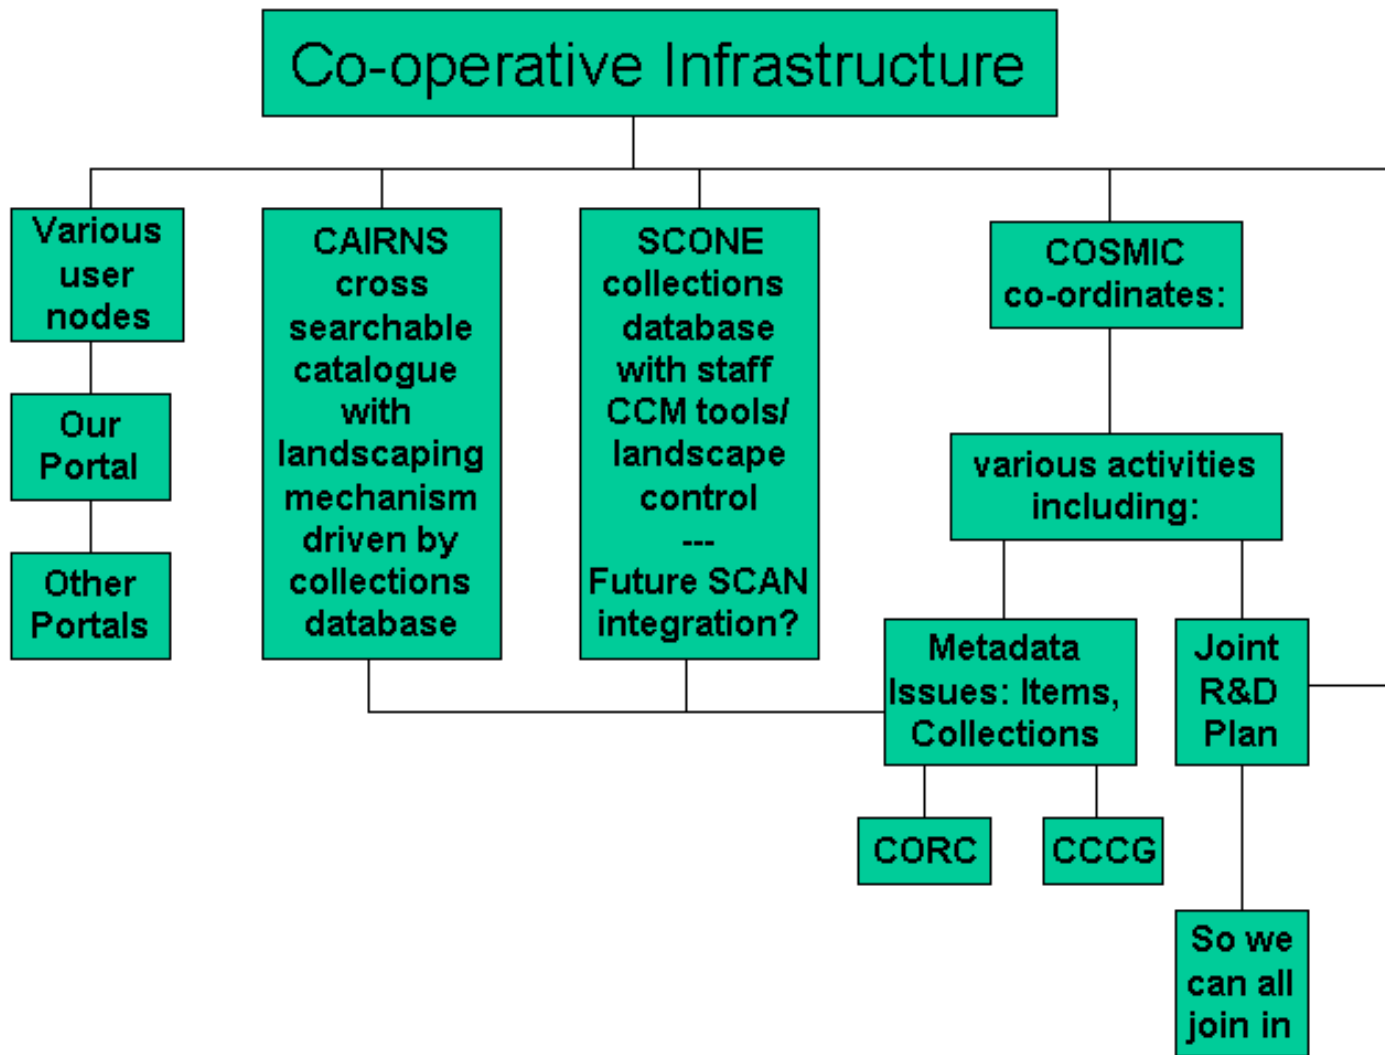 Co-operative Infrastructure
Various
user
nodes
Our
Portal
Other
Portals
CAIRNS
cross
searchable
catalogue
with
landscaping
mechanism
driven by
collections
database
SCONE
collections
database
with staff
CCM tools/
landscape
control
---
Future SCAN
integration?
COSMIC
co-ordinates:
various activities
including:
Metadata
Issues: Items,
Collections
CORC
CCCG
Joint
R&D
Plan
So we
can all
join in